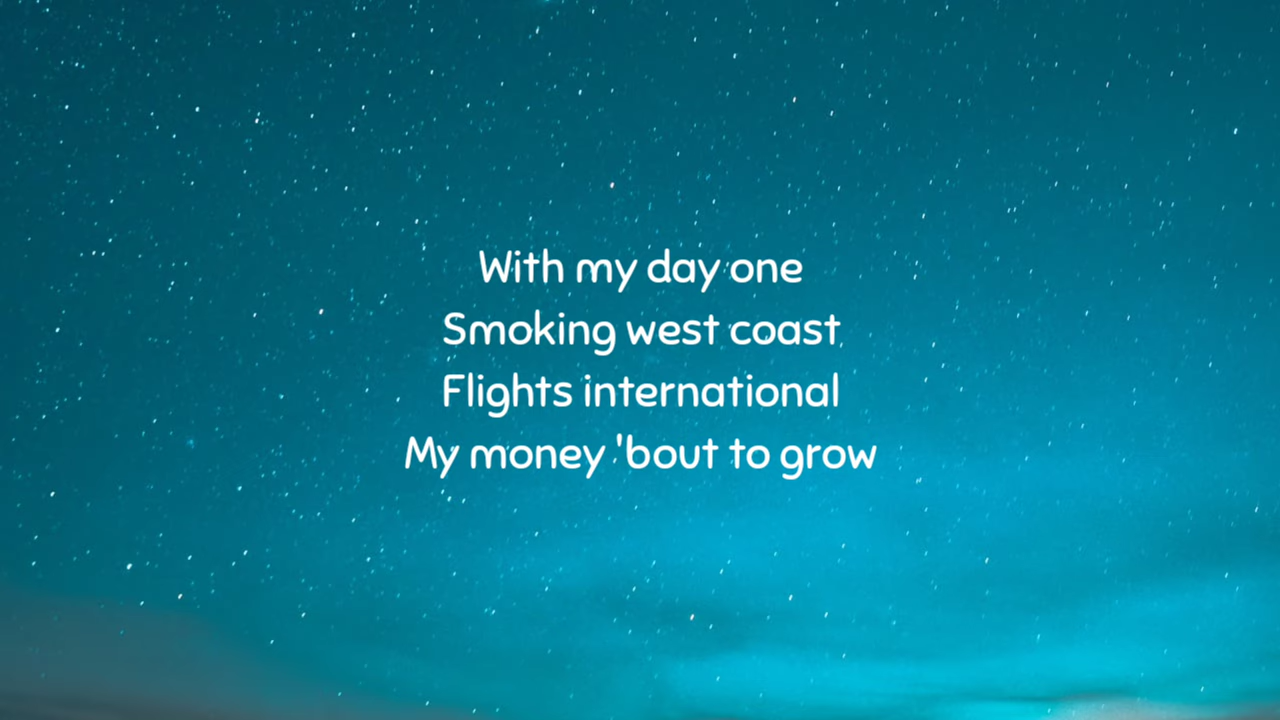 With my day one
Smoking west coast
Flights international
My money 'bout to grow